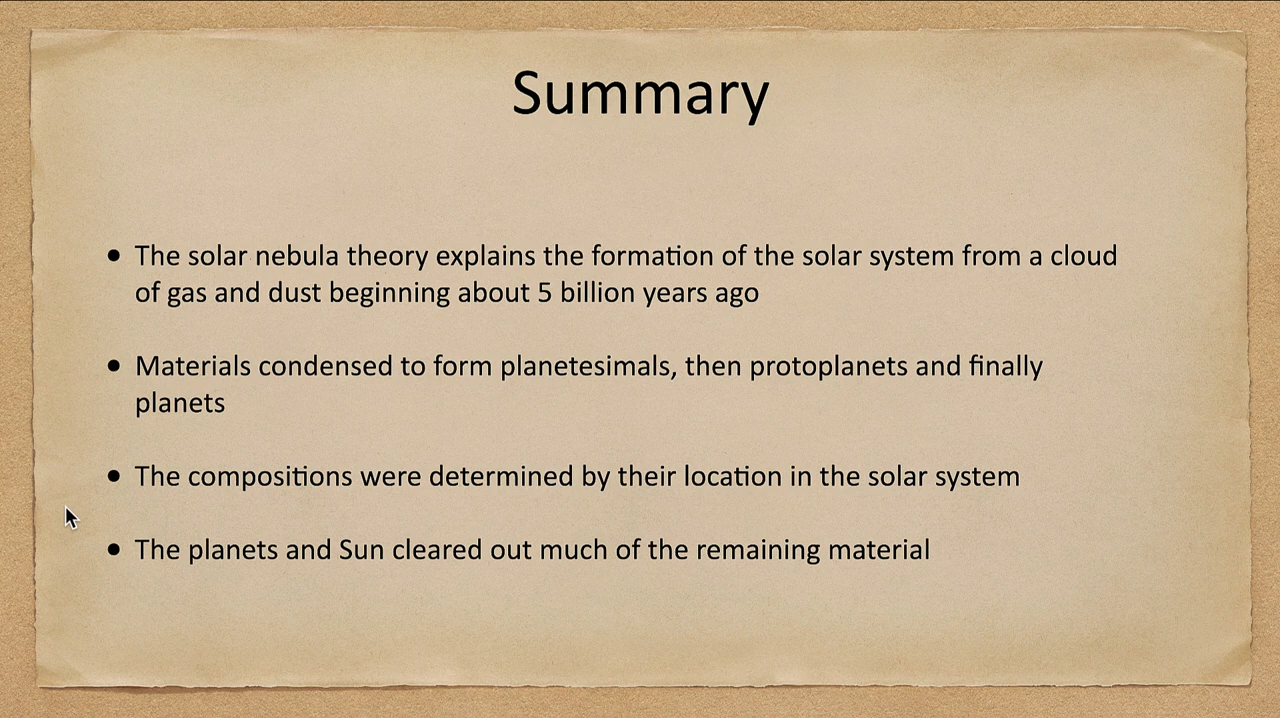 Summary
• The solar nebula theory explains the formation of the solar system from a cloud
of gas and dust beginning about 5 billion years ago
• Materials condensed to form planetesimals, then protoplanets and finally
planets
• The compositions were determined by their location in the solar system
• The planets and Sun cleared out much of the remaining material